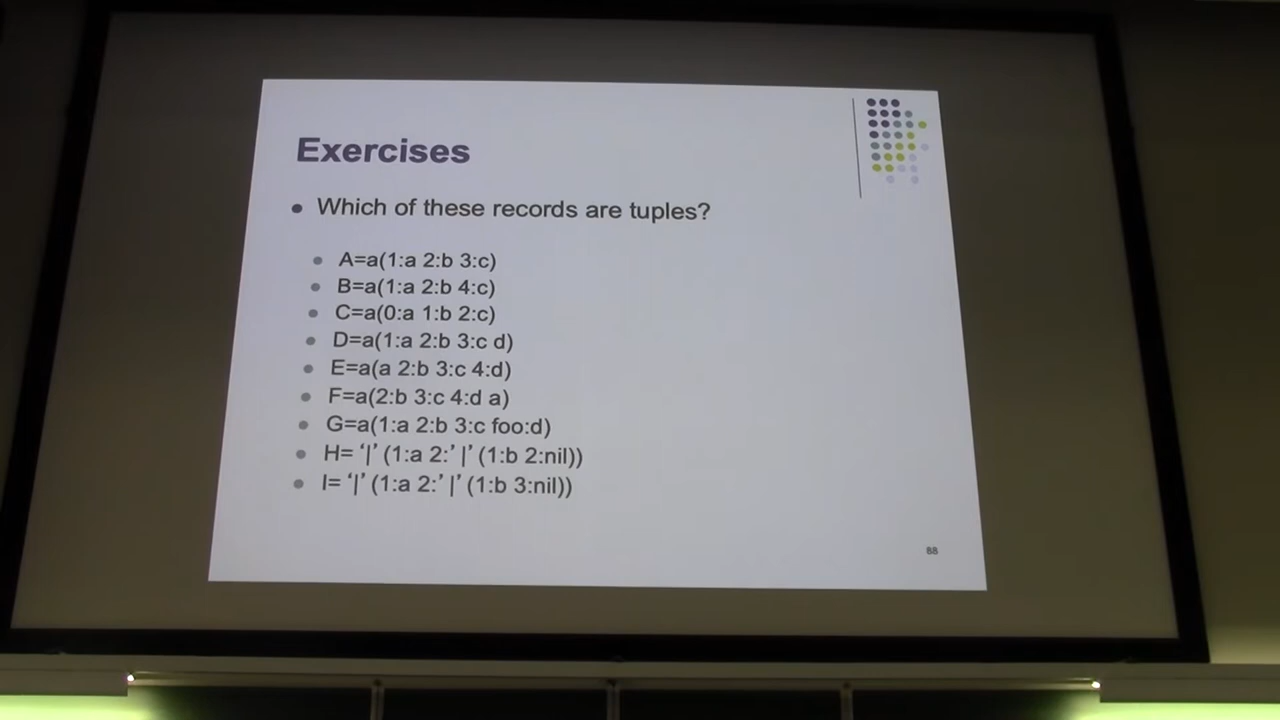 Exercises
Which of these records are tuples?
A=a(1:a 2:b 3:c)
B=a(1:a 2:b 4:c)
C=a(0:a 1:b 2:c)
D=a(1:a 2:b 3:c d)
E=a(a 2:b 3:c 4:d)
F=a(2:b 3:c 4:d a)
G=a(1:a 2:b 3:c foo:d)
H= ‘|’ (1:a 2:’ |’ (1:b 2:nil))
I= ‘|’ (1:a 2:’ |’ (1:b 3:nil))
88